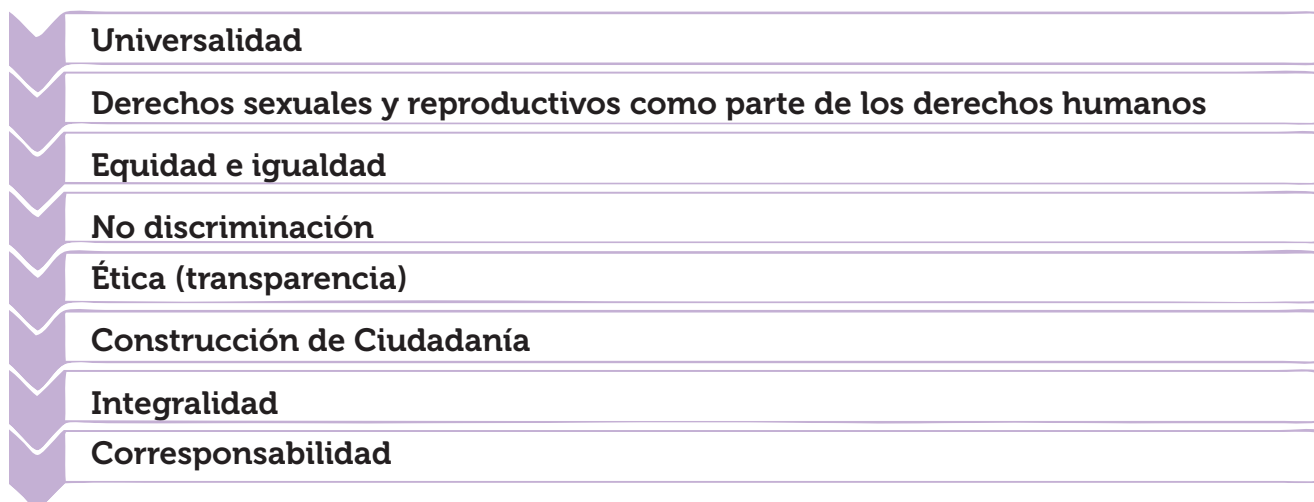 Universalidad
Derechos sexuales y reproductivos como parte de los derechos humanos
Equidad e igualdad
No discriminación
Ética (transparencia)
Construcción de Ciudadanía
Integralidad
Corresponsabilidad